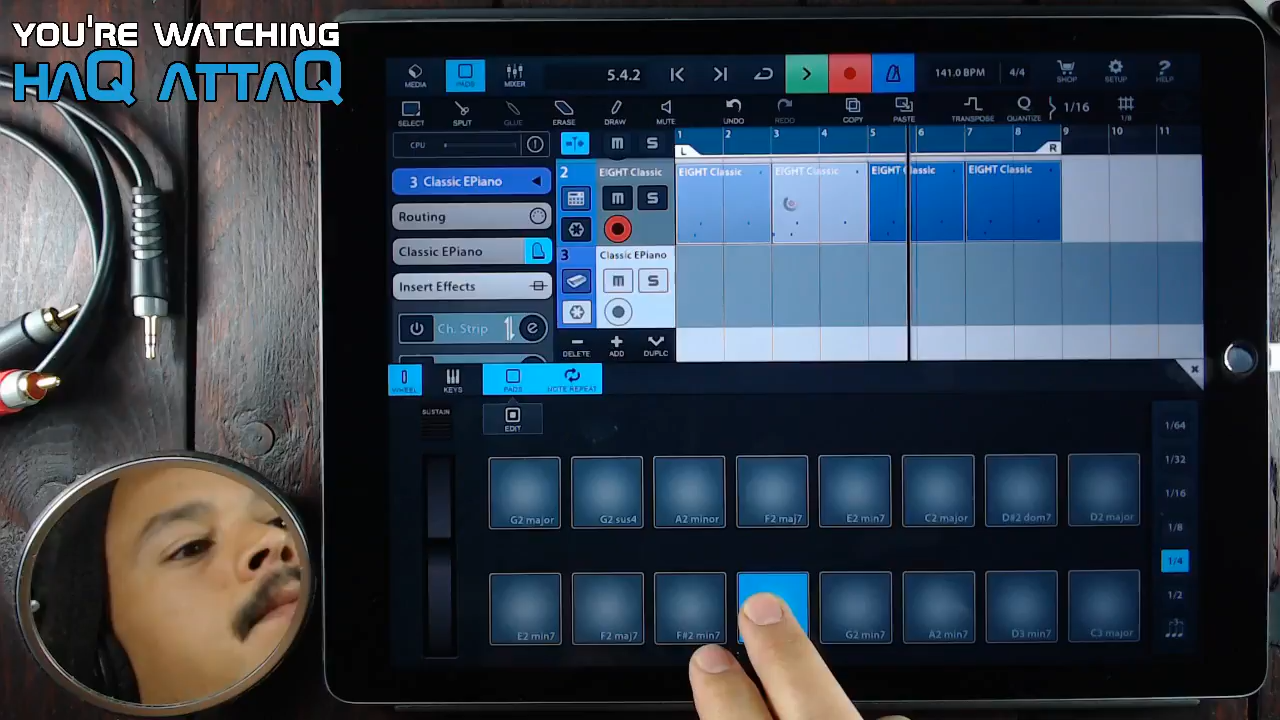 YOU'RE WATCHING
HAQ ATTAQ
MEDIA
PADS
MIXER
5.4.2
141.0 BPM
4/4
SHOP
SETUP
HELP
SELECT
SPLIT
GLUE
ERASE
DRAW
MUTE
UNDO
REDO
COPY
PASTE
TRANSPOSE
QUANTIZE
1/16
1/8
CPU
m S
1 2 3 4 5 6 7 8 9 10 11
L R
3 Classic EPiano
2
EIGHT Classic
EIGHT Classic
EIGHT Classic
EIGHT Classic
EIGHT Classic
m S
Routing
3
Classic EPiano
Classic EPiano
m S
Insert Effects
Ch. Strip
e
DELETE
ADD
DUPLC
WHEEL
KEYS
PADS
NOTE REPEAT
SUSTAIN
EDIT
1/64
1/32
1/16
1/8
1/4
1/2
3
G2 major
G2 sus4
A2 minor
F2 maj7
E2 min7
C2 major
D#2 dom7
D2 major
E2 min7
F2 maj7
F#2 min7
G2 min7
A2 min7
D3 min7
C3 major